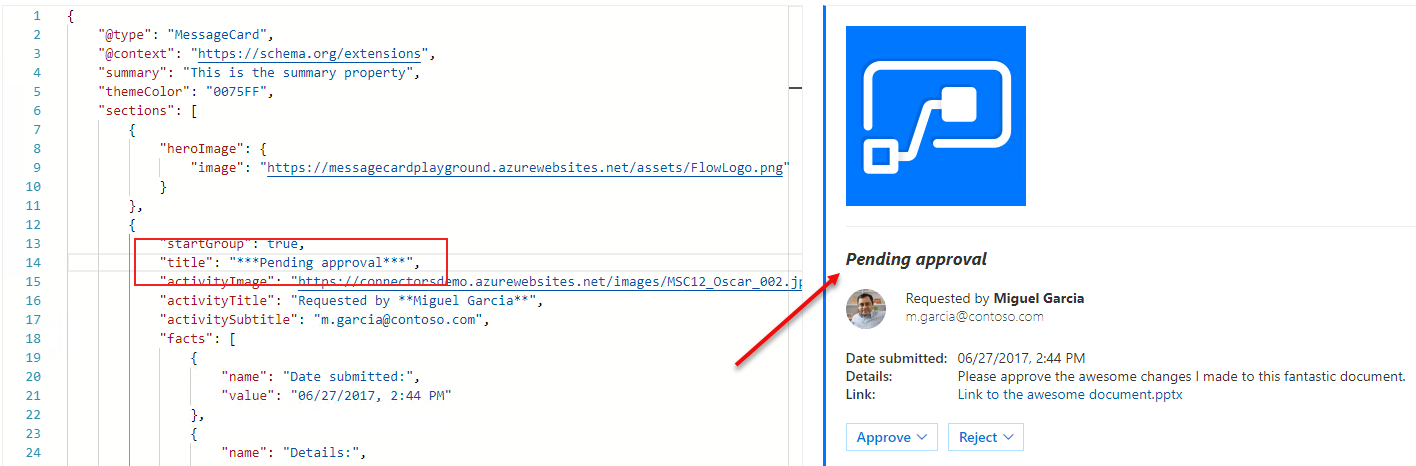 1 {
2 "@type": "MessageCard",
3 "@context": "https://schema.org/extensions",
4 "summary": "This is the summary property",
5 "themeColor": "0075FF",
6 "sections": [
7 {
8 "heroImage": {
9 "image": "https://messagecardplayground.azurewebsites.net/assets/FlowLogo.png"
10 }
11 },
12 {
13 "startGroup": true,
14 "title": "***Pending approval***",
15 "activityImage": "https://connectorsdemo.azurewebsites.net/images/MSC12_Oscar_002.jp
16 "activityTitle": "Requested by **Miguel Garcia**",
17 "activitySubtitle": "m.garcia@contoso.com",
18 "facts": [
19 {
20 "name": "Date submitted:",
21 "value": "06/27/2017, 2:44 PM"
22 },
23 {
24 "name": "Details:",
Pending approval
Requested by Miguel Garcia
m.garcia@contoso.com
Date submitted: 06/27/2017, 2:44 PM
Details: Please approve the awesome changes I made to this fantastic document.
Link: Link to the awesome document.pptx
Approve Reject